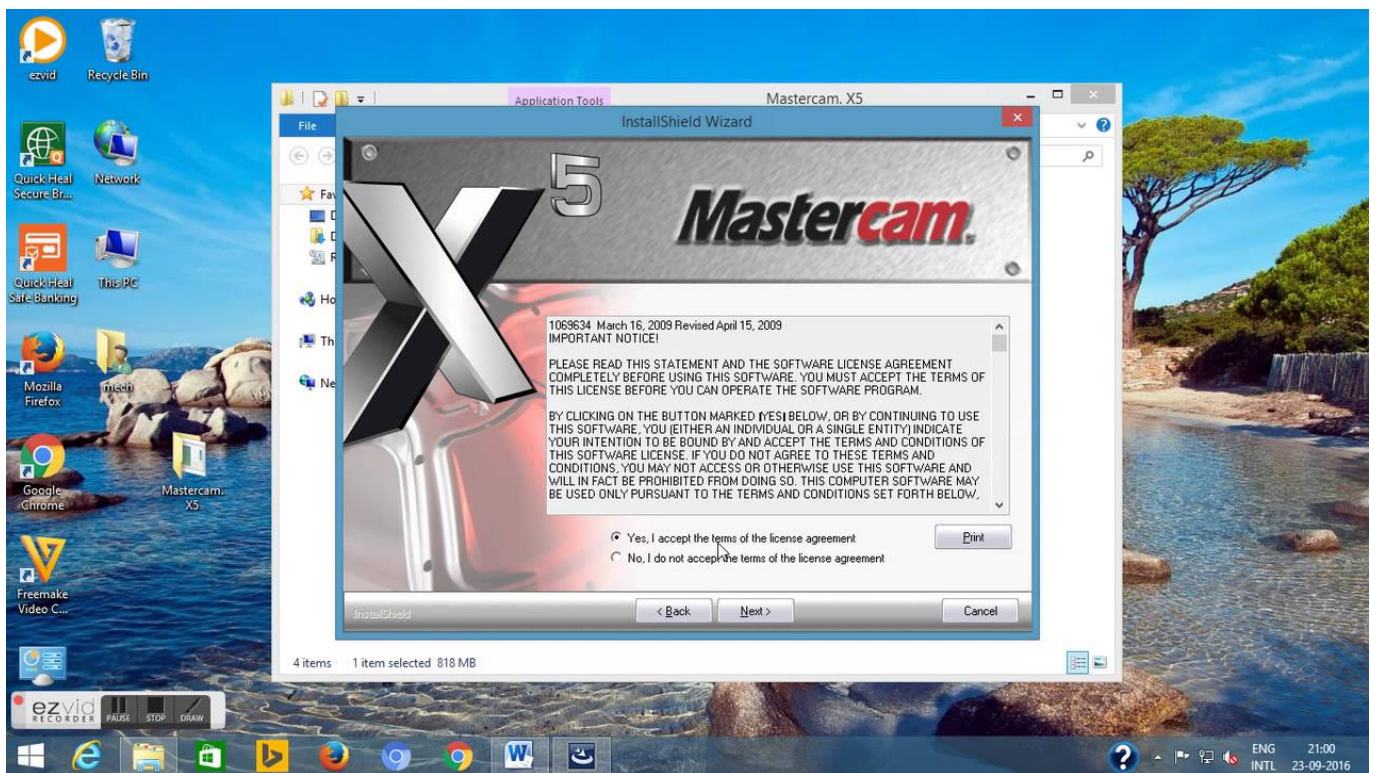 ezvid
Recycle Bin
Application Tools
Mastercam. X5
File
InstallShield Wizard
X5
Mastercam.
Quick Heal
Secure Br...
Network
Fav
D
D
R
Quick Heal
Safe Banking
This PC
Ho
Th
Ne
1069634 March 16, 2009 Revised April 15, 2009
IMPORTANT NOTICE!
PLEASE READ THIS STATEMENT AND THE SOFTWARE LICENSE AGREEMENT
COMPLETELY BEFORE USING THIS SOFTWARE. YOU MUST ACCEPT THE TERMS OF
THIS LICENSE BEFORE YOU CAN OPERATE THE SOFTWARE PROGRAM.
BY CLICKING ON THE BUTTON MARKED [YES] BELOW, OR BY CONTINUING TO USE
THIS SOFTWARE, YOU (EITHER AN INDIVIDUAL OR A SINGLE ENTITY) INDICATE
YOUR INTENTION TO BE BOUND BY AND ACCEPT THE TERMS AND CONDITIONS OF
THIS SOFTWARE LICENSE. IF YOU DO NOT AGREE TO THESE TERMS AND
CONDITIONS, YOU MAY NOT ACCESS OR OTHERWISE USE THIS SOFTWARE AND
WILL IN FACT BE PROHIBITED FROM DOING SO. THIS COMPUTER SOFTWARE MAY
BE USED ONLY PURSUANT TO THE TERMS AND CONDITIONS SET FORTH BELOW,
Mozilla
Firefox
mech
Google
Chrome
Mastercam.
X5
Yes, I accept the terms of the license agreement
Print
No, I do not accept the terms of the license agreement
Freemake
Video C...
InstallShield
< Back
Next >
Cancel
4 items 1 item selected 818 MB
ezvid
RECORDER
PAUSE
STOP
DRAW
ENG
INTL
21:00
23-09-2016